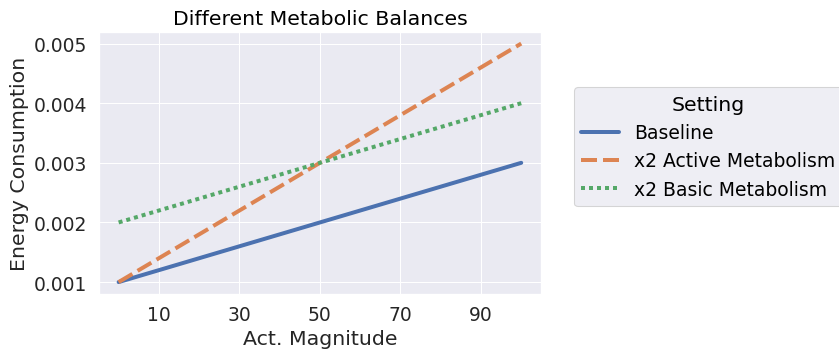 Different Metabolic Balances
Energy Consumption
0.005
0.004
0.003
0.002
0.001
10 30 50 70 90
Act. Magnitude
Setting
Baseline
x2 Active Metabolism
x2 Basic Metabolism